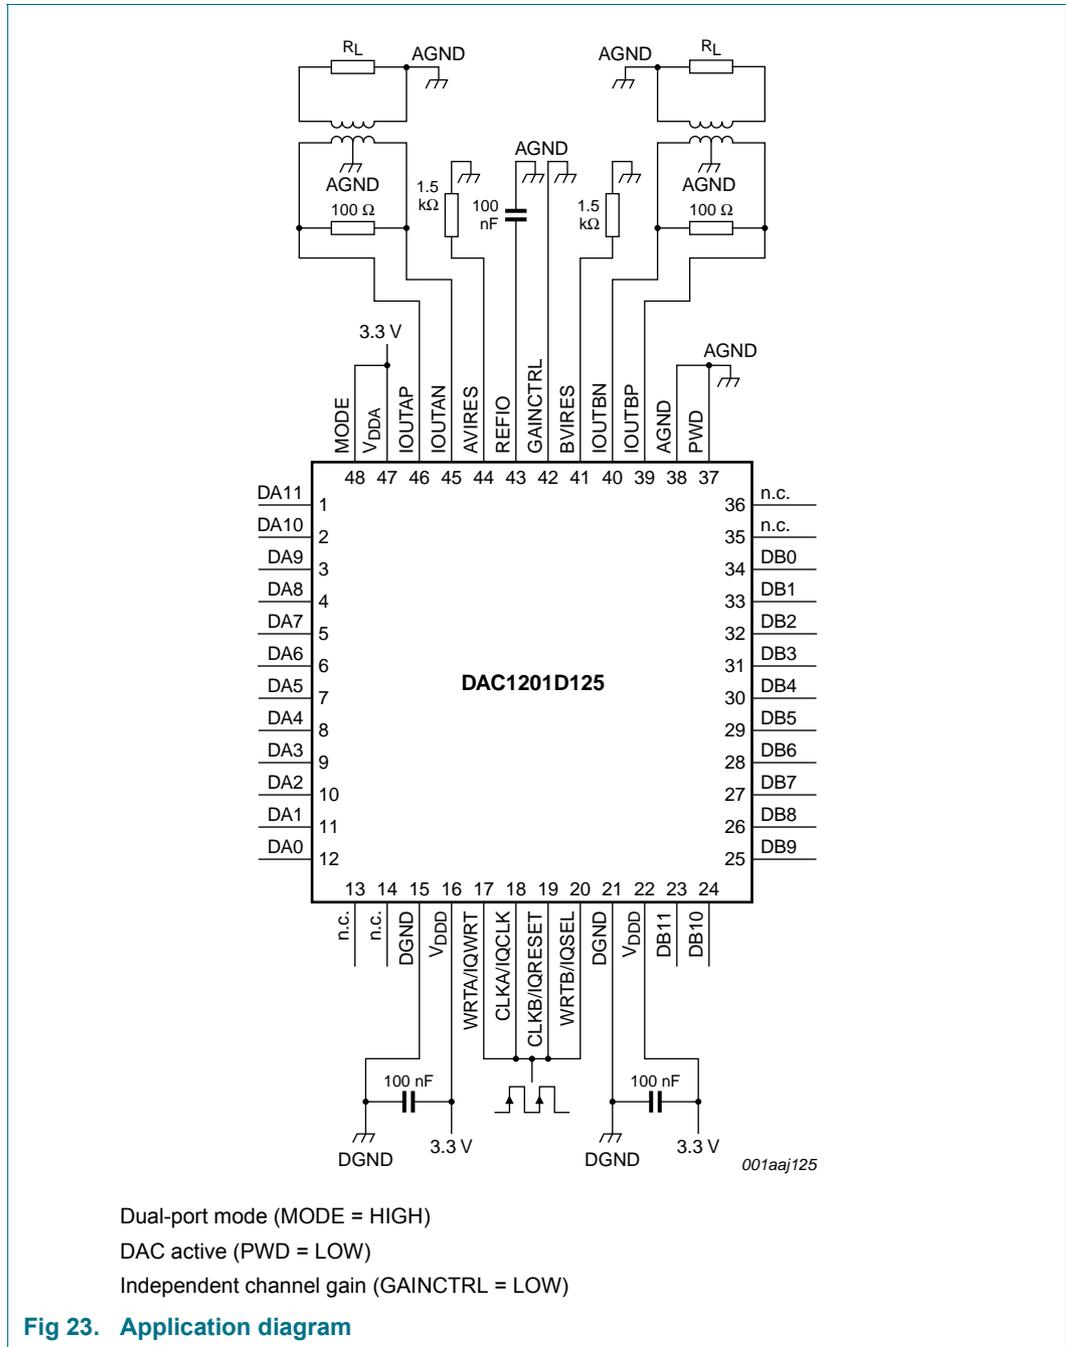 RL
AGND
AGND
RL
AGND
AGND
AGND
100 Ω
1.5
kΩ
100
nF
1.5
kΩ
100 Ω
3.3 V
AGND
MODE
VDDA
IOUTAP
IOUTAN
AVIRES
REFIO
GAINCTRL
BVIRES
IOUTBN
IOUTBP
AGND
PWD
48 47 46 45 44 43 42 41 40 39 38 37
DA11 1
DA10 2
DA9 3
DA8 4
DA7 5
DA6 6
DA5 7
DA4 8
DA3 9
DA2 10
DA1 11
DA0 12
DAC1201D125
36 n.c.
35 n.c.
34 DB0
33 DB1
32 DB2
31 DB3
30 DB4
29 DB5
28 DB6
27 DB7
26 DB8
25 DB9
13 14 15 16 17 18 19 20 21 22 23 24
n.c.
n.c.
DGND
VDDD
WRTA/IQWRT
CLKA/IQCLK
CLKB/IQRESET
WRTB/IQSEL
DGND
VDDD
DB11
DB10
100 nF
100 nF
DGND
3.3 V
DGND
3.3 V
001aaj125
Dual-port mode (MODE = HIGH)
DAC active (PWD = LOW)
Independent channel gain (GAINCTRL = LOW)
Fig 23. Application diagram